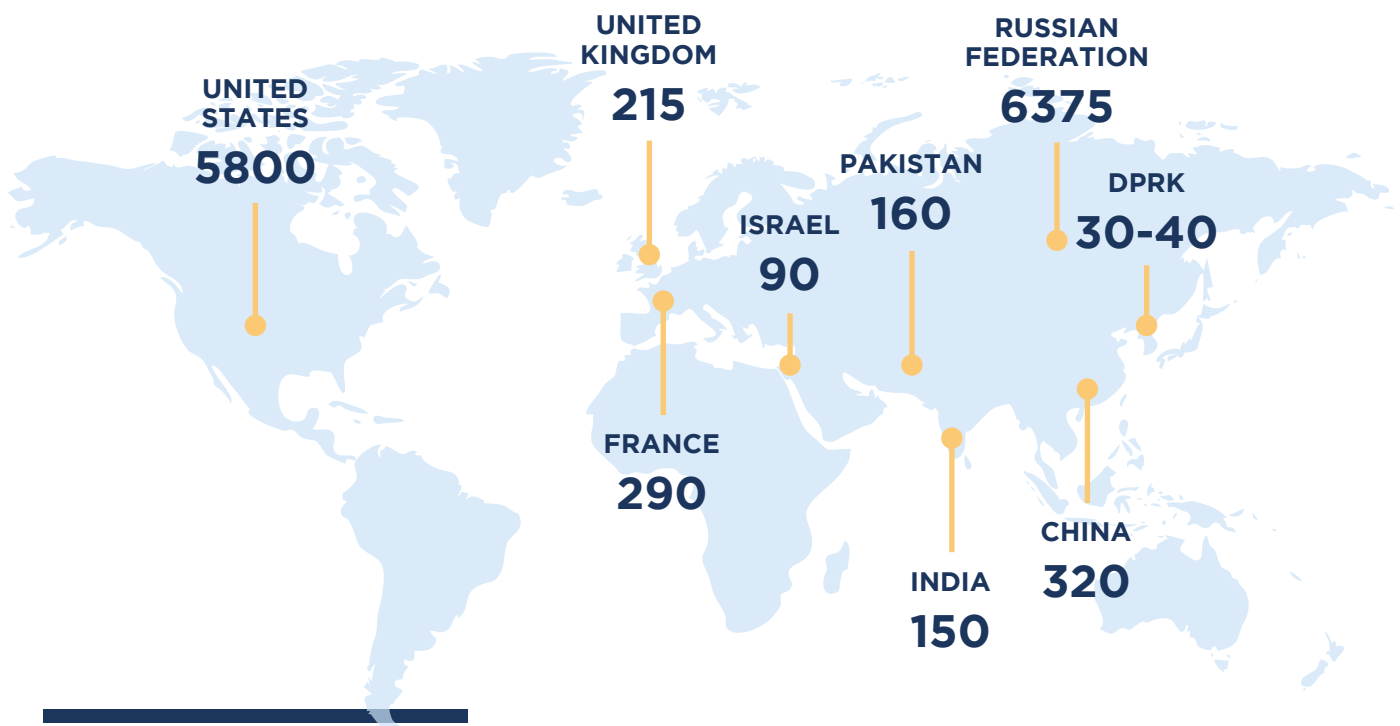 UNITED
KINGDOM
215
RUSSIAN
FEDERATION
6375
UNITED
STATES
5800
PAKISTAN
160
DPRK
30-40
ISRAEL
90
FRANCE
290
CHINA
320
INDIA
150